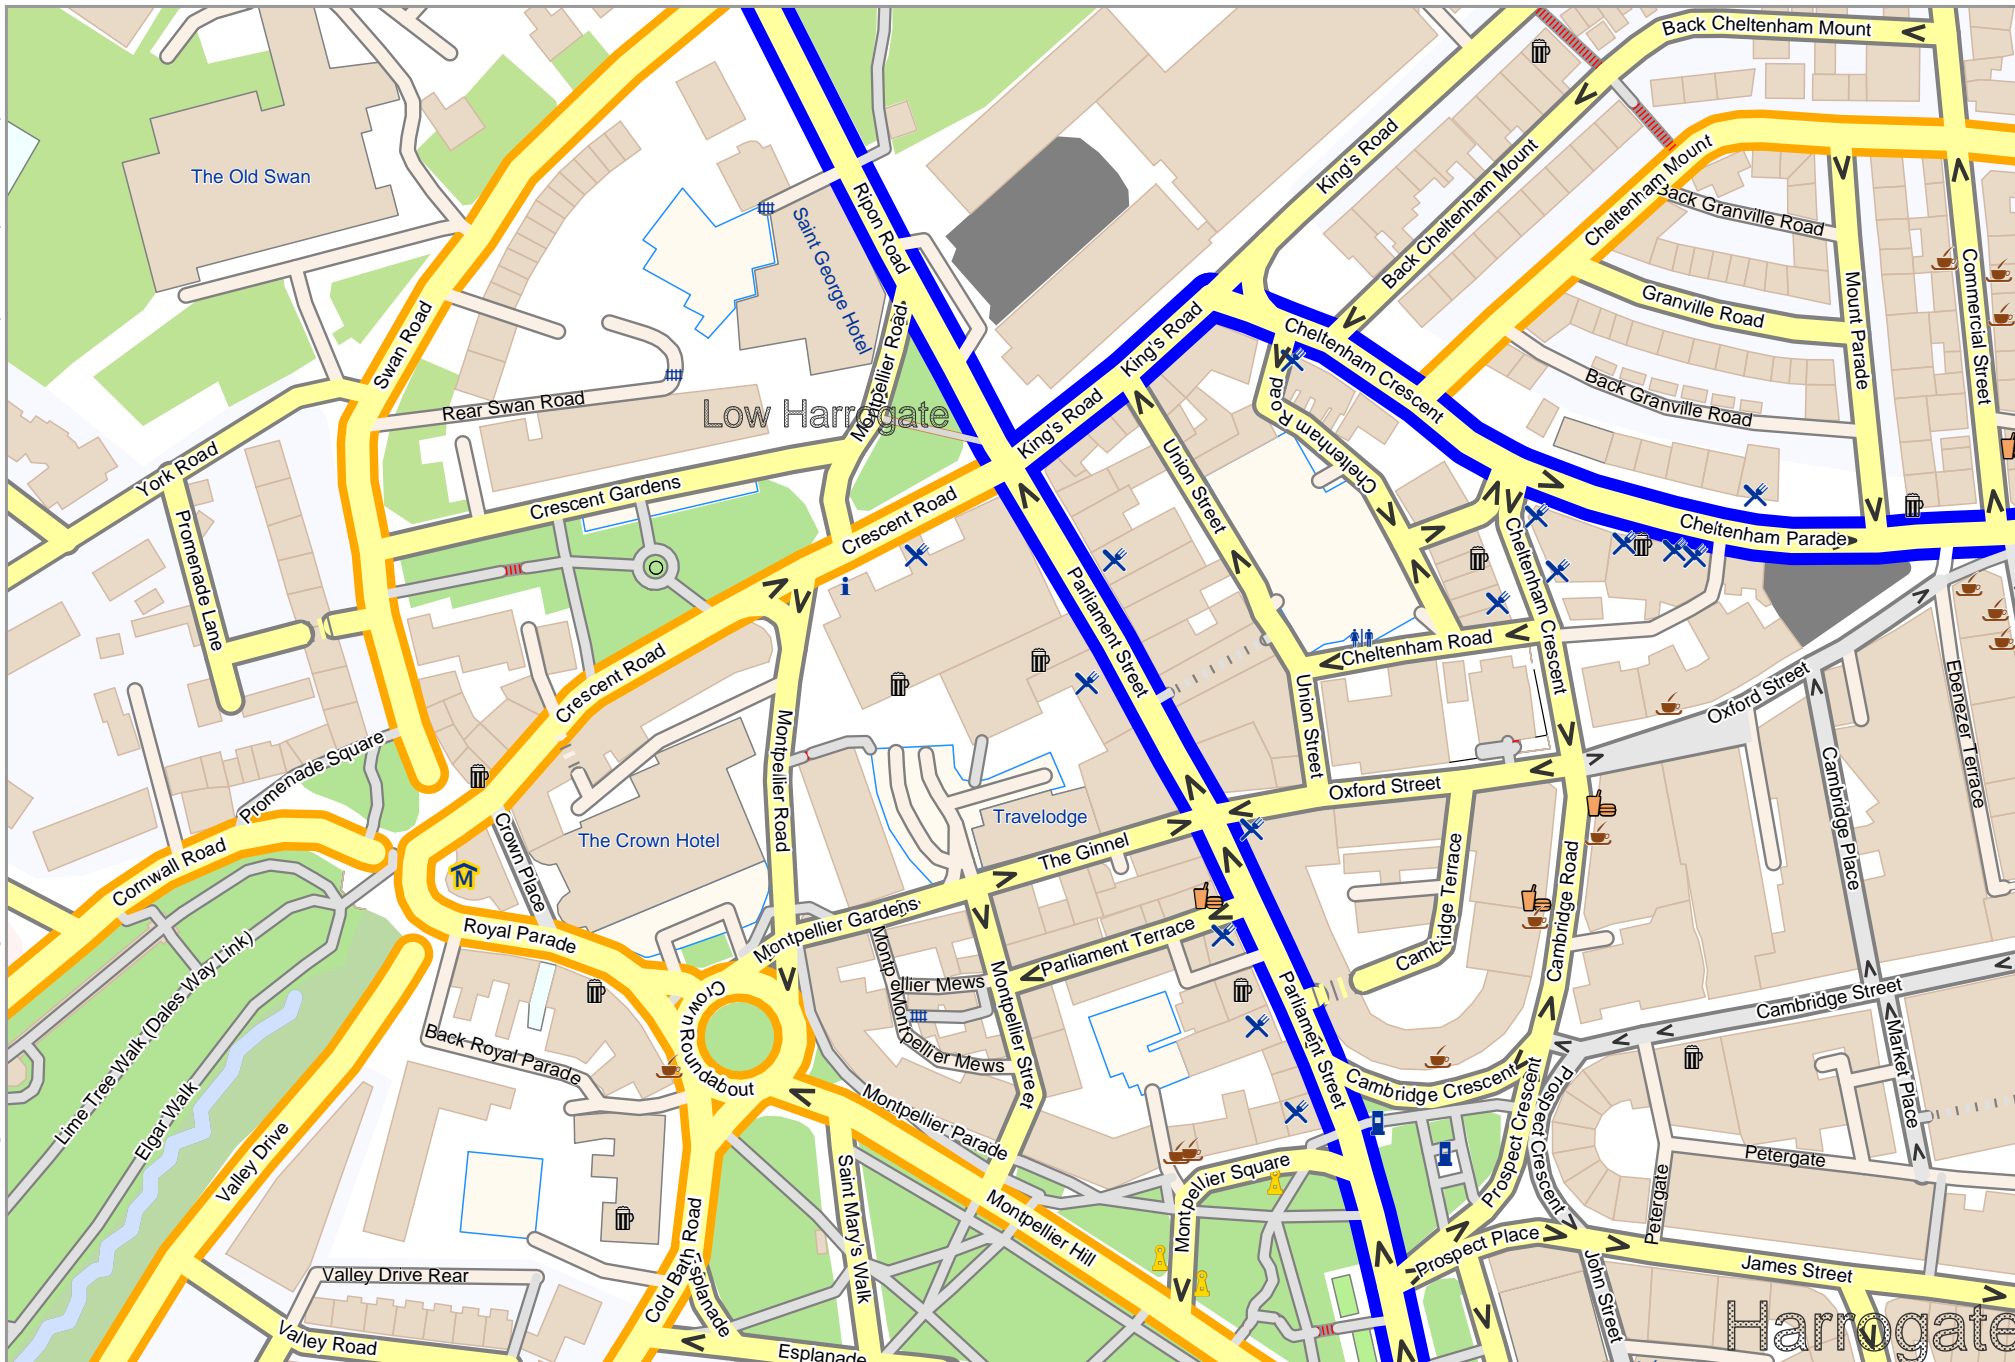 Back Cheltenham Mount
The Old Swan
King's Road
Cheltenham Mount
Back Cheltenham Mount
Back Granville Road
Ripon Road
Saint George Hotel
Commercial Street
Mount Parade
Granville Road
Swan Road
Montpellier Road
King's Road
Cheltenham Crescent
Back Granville Road
Rear Swan Road
Low Harrogate
King's Road
Cheltenham Road
York Road
Crescent Gardens
Union Street
Crescent Road
Cheltenham Parade
Promenade Lane
Parliament Street
Cheltenham Crescent
Cheltenham Road
Crescent Road
Oxford Street
Ebenezer Terrace
Union Street
Montpellier Road
Promenade Square
Oxford Street
Cambridge Place
Travelodge
The Crown Hotel
The Ginnel
Crown Place
Cornwall Road
Cambridge Terrace
Cambridge Road
Montpellier Gardens
Royal Parade
Parliament Terrace
Montpellier Mews
Lime Tree Walk (Dales Way Link)
Crown Roundabout
Montpellier Street
Parliament Street
Cambridge Street
Market Place
Back Royal Parade
Montpellier Mews
Cambridge Crescent
Prospect Crescent
Prospect Crescent
Elgar Walk
Montpellier Parade
Valley Drive
Saint Mary's Walk
Montpellier Square
Petergate
Petergate
Montpellier Hill
Prospect Place
James Street
Valley Drive Rear
Cold Bath Road
Esplanade
John Street
Harrogate
Valley Road
Esplanade